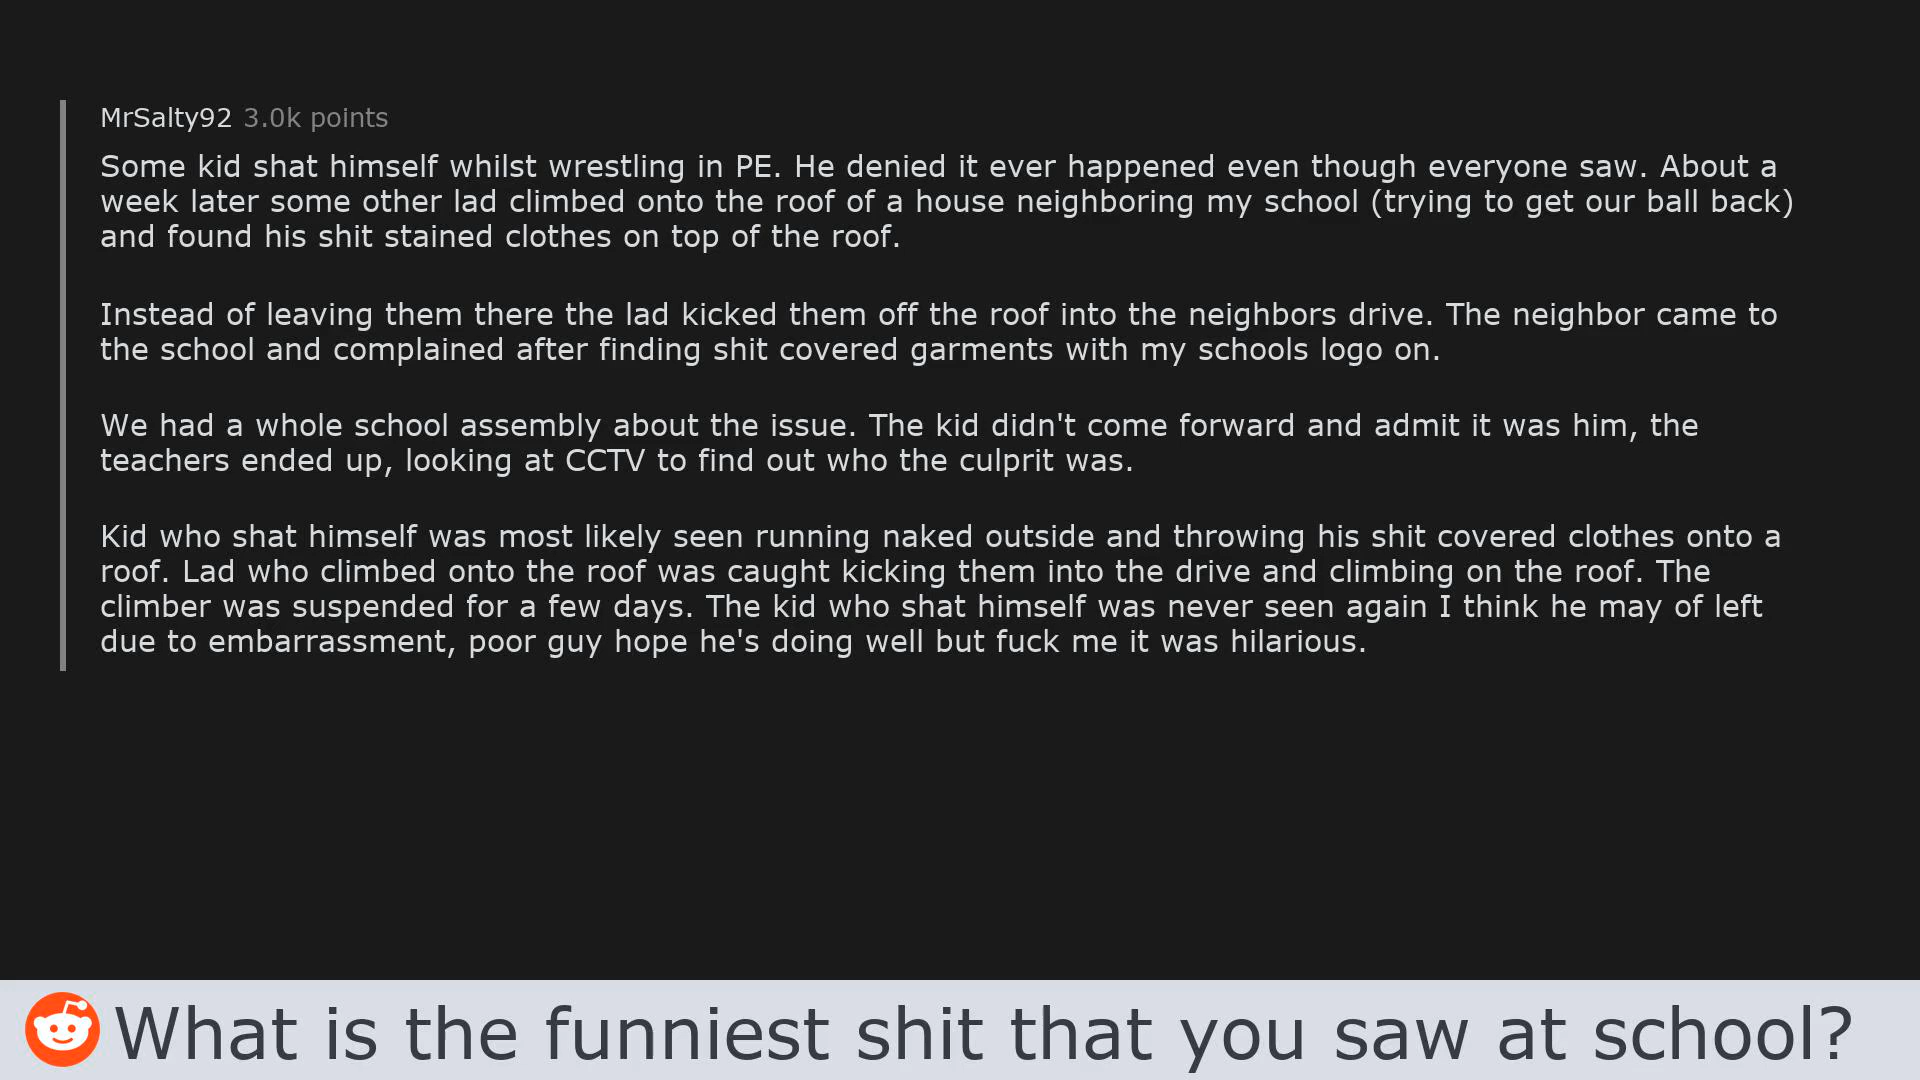 MrSalty92 3.0k points
Some kid shat himself whilst wrestling in PE. He denied it ever happened even though everyone saw. About a
week later some other lad climbed onto the roof of a house neighboring my school (trying to get our ball back)
and found his shit stained clothes on top of the roof.
Instead of leaving them there the lad kicked them off the roof into the neighbors drive. The neighbor came to
the school and complained after finding shit covered garments with my schools logo on.
We had a whole school assembly about the issue. The kid didn't come forward and admit it was him, the
teachers ended up, looking at CCTV to find out who the culprit was.
Kid who shat himself was most likely seen running naked outside and throwing his shit covered clothes onto a
roof. Lad who climbed onto the roof was caught kicking them into the drive and climbing on the roof. The
climber was suspended for a few days. The kid who shat himself was never seen again I think he may of left
due to embarrassment, poor guy hope he's doing well but fuck me it was hilarious.
What is the funniest shit that you saw at school?